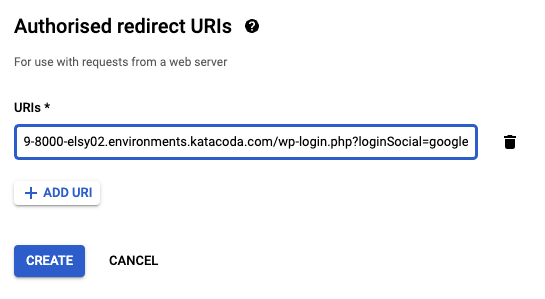 Authorised redirect URIs
For use with requests from a web server
URIs *
9-8000-elsy02.environments.katacoda.com/wp-login.php?loginSocial=google
+ ADD URI
CREATE CANCEL